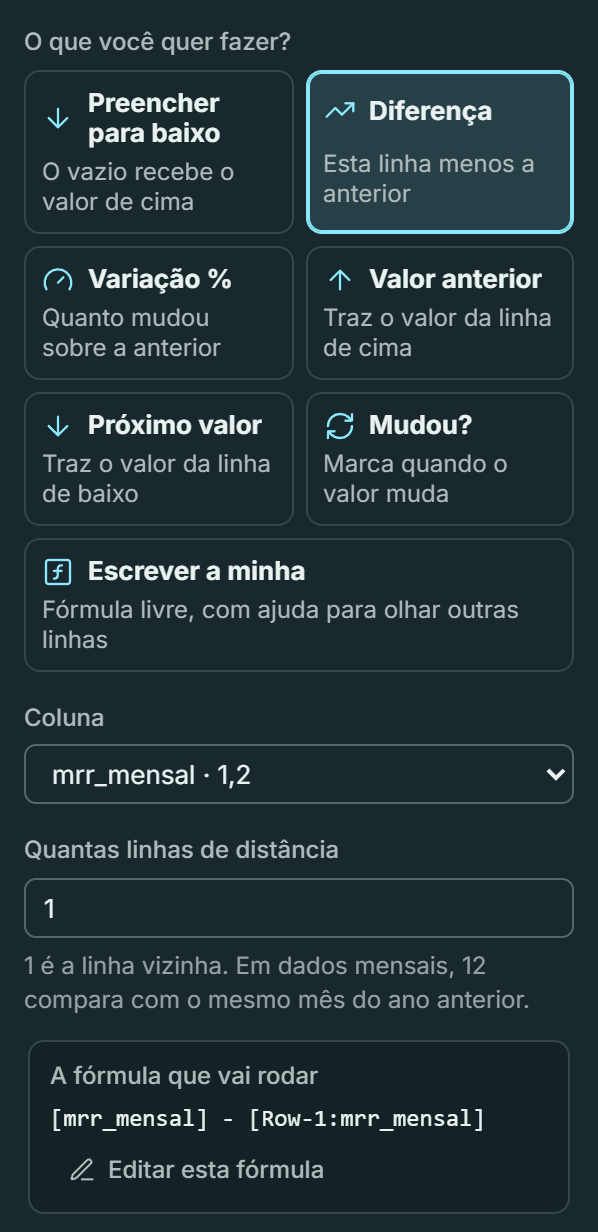 O que você quer fazer?
Preencher
para baixo
O vazio recebe o
valor de cima
Diferença
Esta linha menos a
anterior
Variação %
Quanto mudou
sobre a anterior
Valor anterior
Traz o valor da linha
de cima
Próximo valor
Traz o valor da linha
de baixo
Mudou?
Marca quando o
valor muda
Escrever a minha
Fórmula livre, com ajuda para olhar outras
linhas
Coluna
mrr_mensal · 1,2
Quantas linhas de distância
1
1 é a linha vizinha. Em dados mensais, 12
compara com o mesmo mês do ano anterior.
A fórmula que vai rodar
[mrr_mensal] - [Row-1:mrr_mensal]
Editar esta fórmula